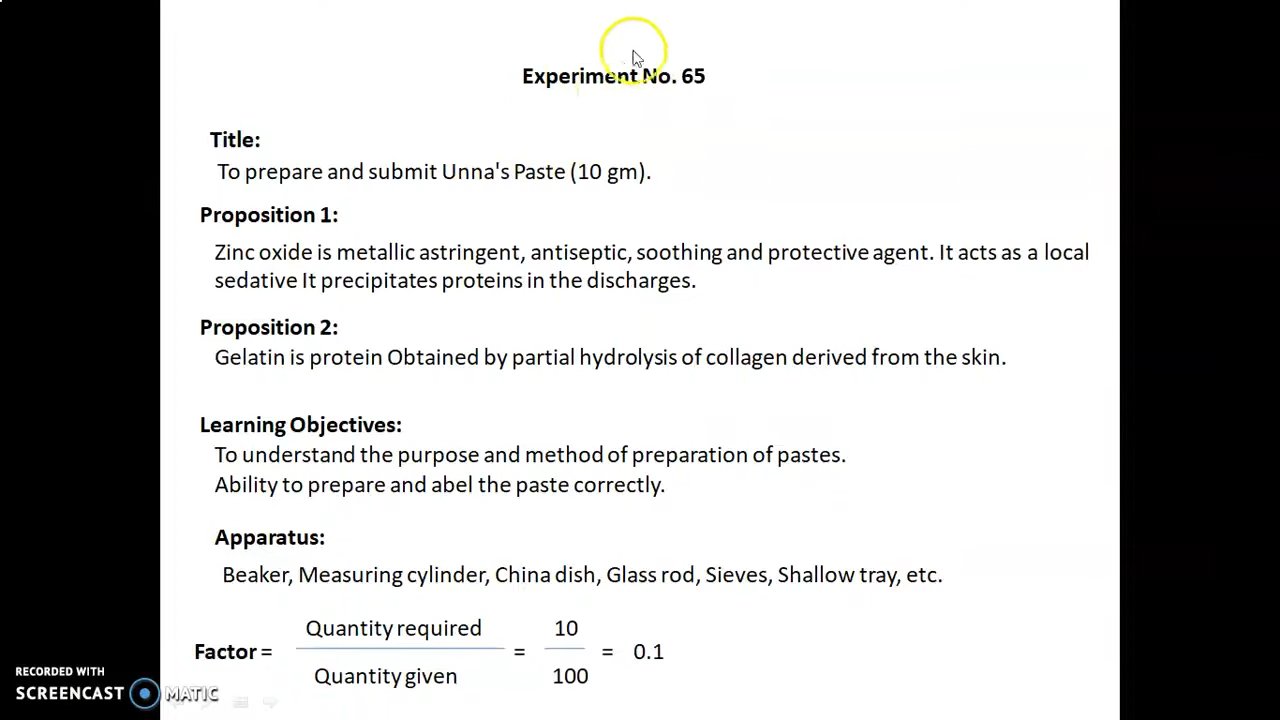 Experiment No. 65
Title:
To prepare and submit Unna's Paste (10 gm).
Proposition 1:
Zinc oxide is metallic astringent, antiseptic, soothing and protective agent. It acts as a local
sedative It precipitates proteins in the discharges.
Proposition 2:
Gelatin is protein Obtained by partial hydrolysis of collagen derived from the skin.
Learning Objectives:
To understand the purpose and method of preparation of pastes.
Ability to prepare and abel the paste correctly.
Apparatus:
Beaker, Measuring cylinder, China dish, Glass rod, Sieves, Shallow tray, etc.
Quantity required 10
Factor = = = 0.1
Quantity given 100
RECORDED WITH
SCREENCAST MATIC